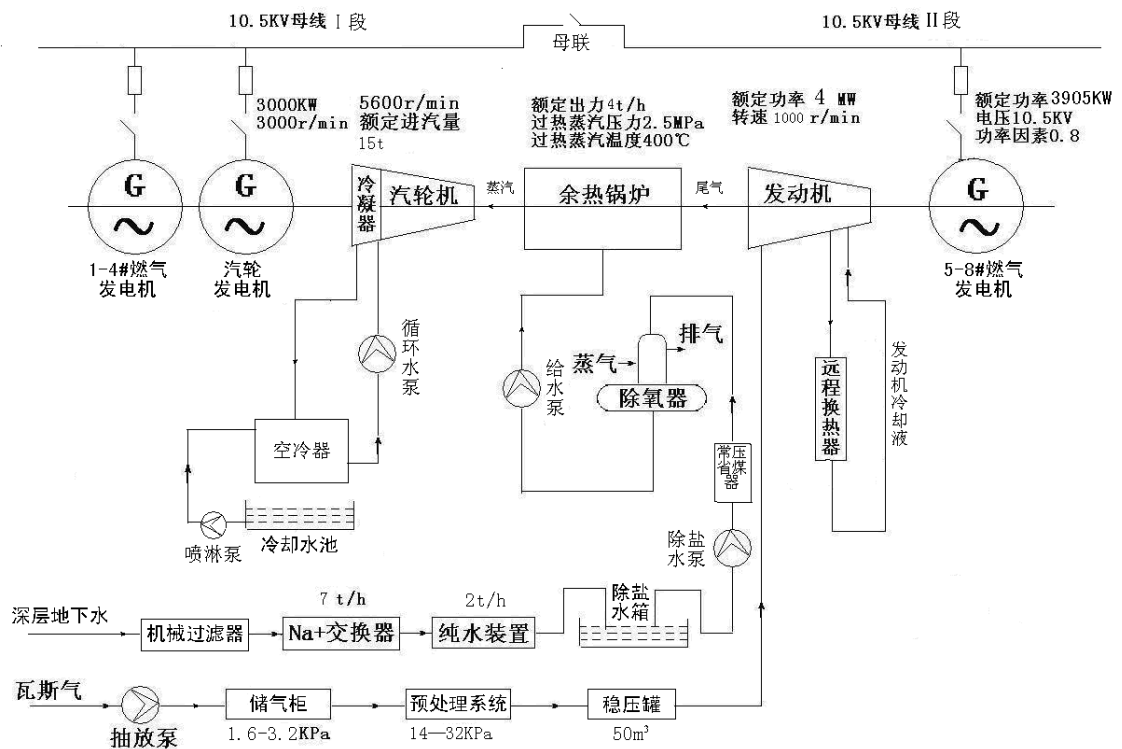 10.5KV母线Ⅰ段
10.5KV母线Ⅱ段
母联
3000KW
3000r/min
5600r/min
额定进汽量
15t
额定出力4t/h
过热蒸汽压力2.5MPa
过热蒸汽温度400℃
额定功率 4 MW
转速 1000 r/min
额定功率3905KW
电压10.5KV
功率因素0.8
G
G
冷凝器
汽轮机
蒸汽
余热锅炉
尾气
发动机
G
1-4#燃气
发电机
汽轮
发电机
5-8#燃气
发电机
循环水泵
给水泵
蒸气
排气
除氧器
远程换热器
发动机冷却液
空冷器
常压
省煤器
喷淋泵
冷却水池
除盐
水泵
深层地下水
机械过滤器
7 t/h
Na+交换器
2t/h
纯水装置
除盐
水箱
瓦斯气
抽放泵
储气柜
1.6-3.2KPa
预处理系统
14—32KPa
稳压罐
50m³